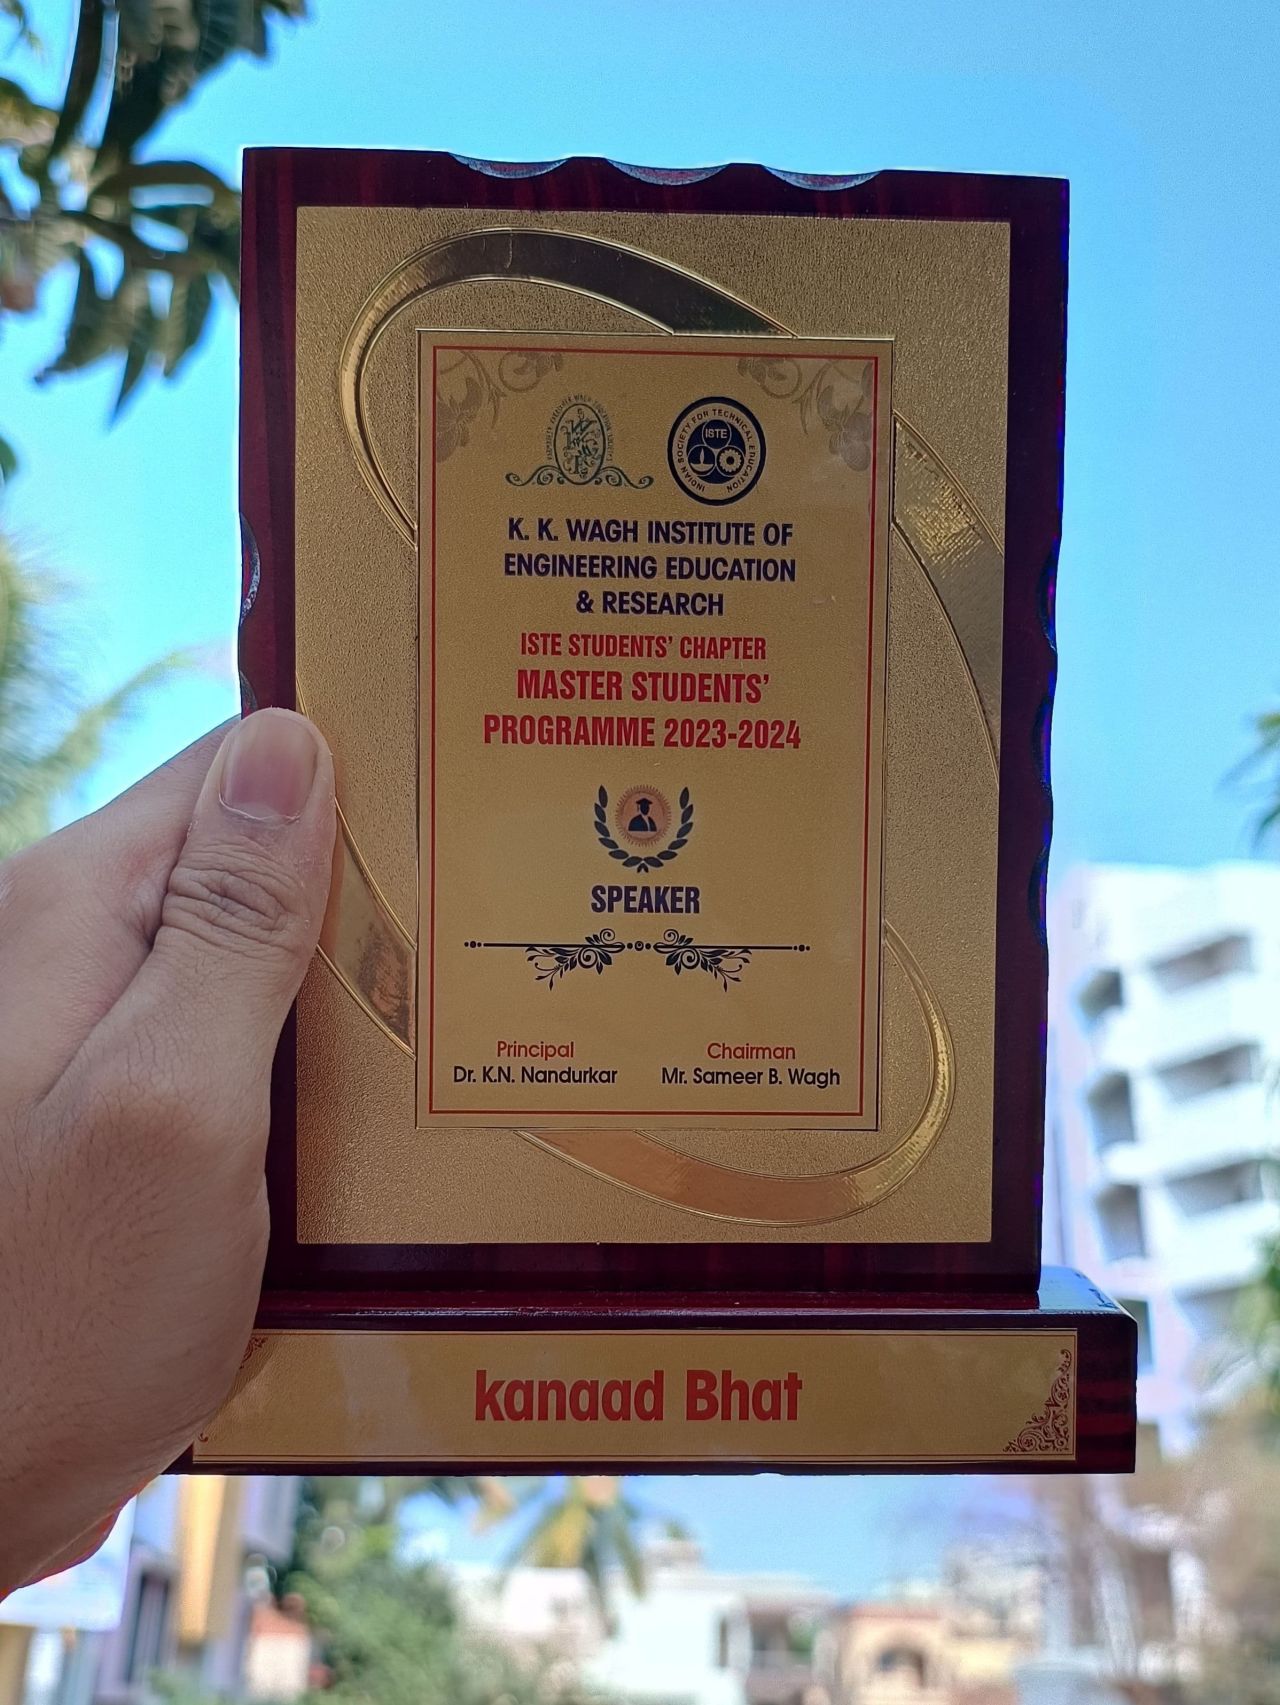 ISTE
INDIAN SOCIETY FOR TECHNICAL EDUCATION
K. K. WAGH INSTITUTE OF
ENGINEERING EDUCATION
& RESEARCH
ISTE STUDENTS' CHAPTER
MASTER STUDENTS'
PROGRAMME 2023-2024
SPEAKER
Principal
Dr. K.N. Nandurkar
Chairman
Mr. Sameer B. Wagh
kanaad Bhat